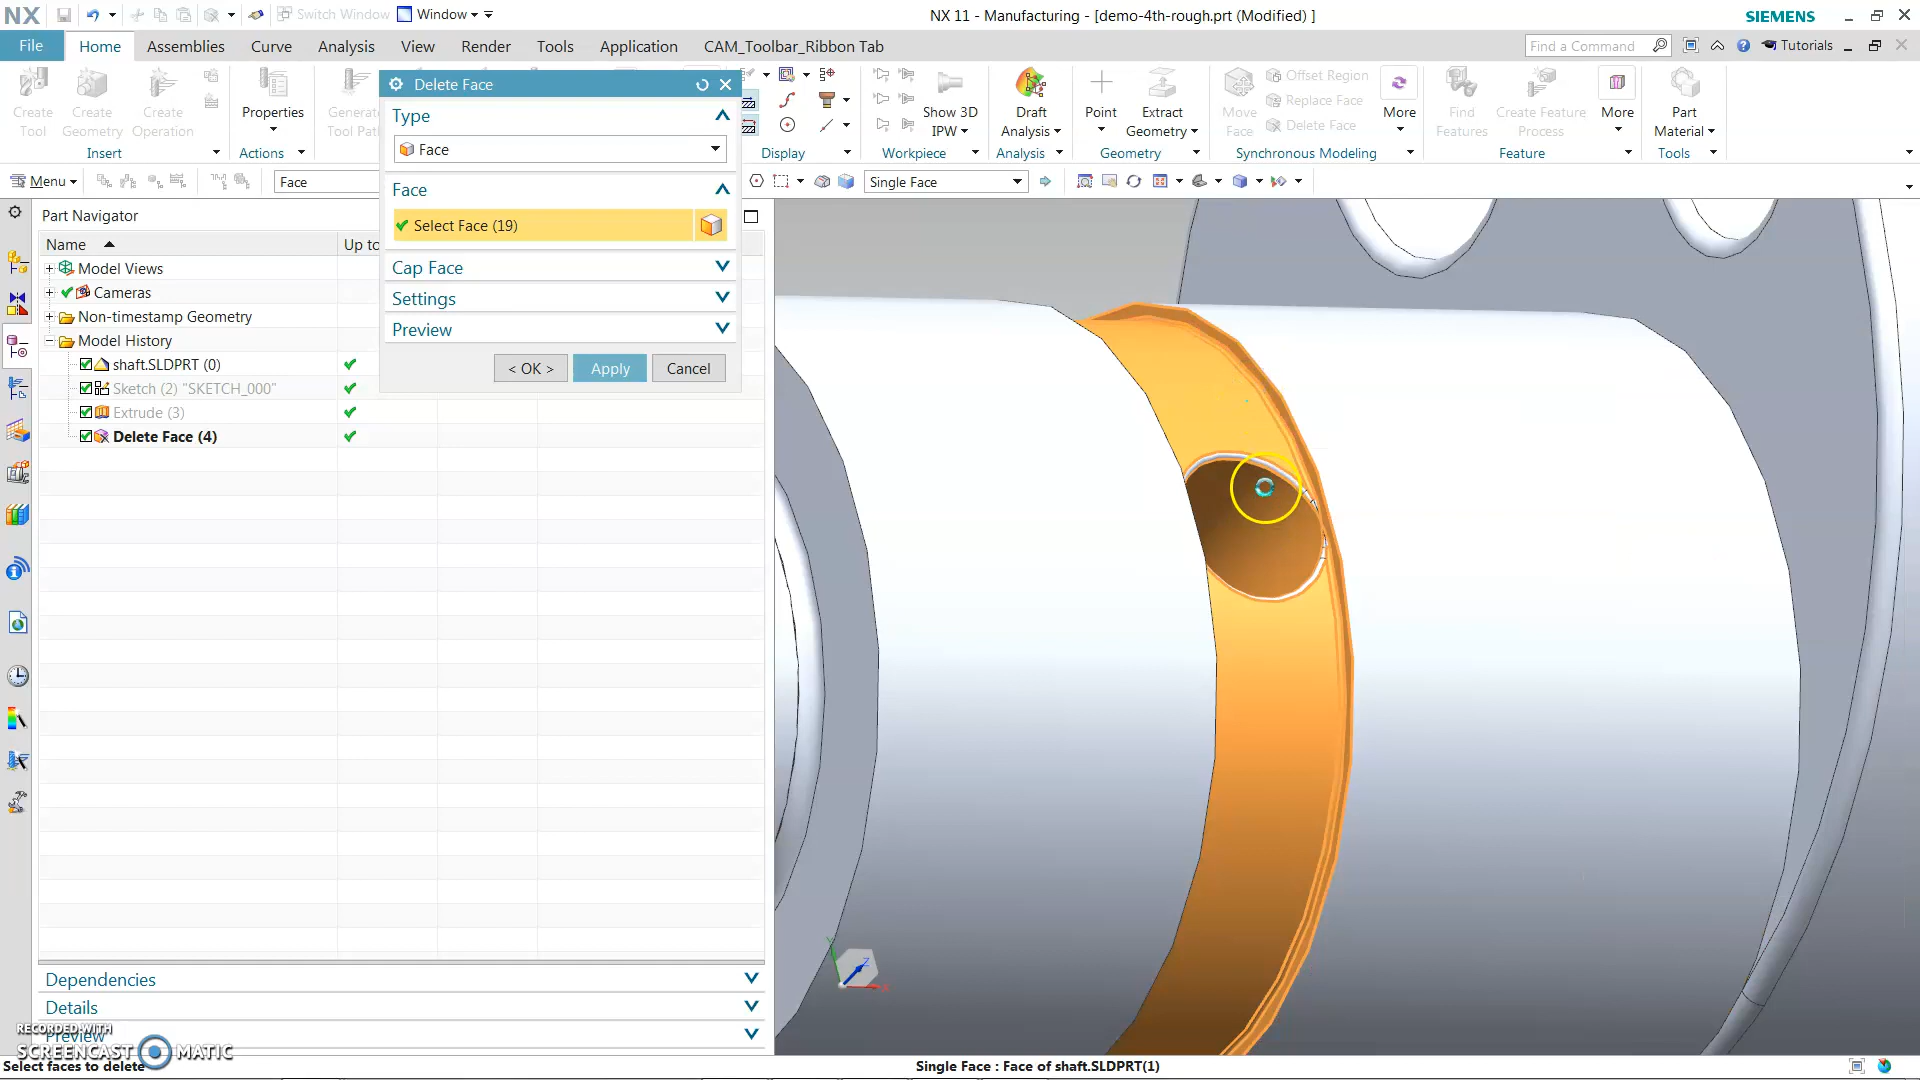 NX
Switch Window
Window
NX 11 - Manufacturing - [demo-4th-rough.prt (Modified) ]
SIEMENS
File
Home
Assemblies
Curve
Analysis
View
Render
Tools
Application
CAM_Toolbar_Ribbon Tab
Find a Command
Tutorials
Create Tool
Create Geometry
Create Operation
Insert
Properties
Actions
Generate Tool Path
Display
Show 3D IPW
Workpiece
Draft Analysis
Analysis
Point
Extract Geometry
Geometry
Move Face
Offset Region
Replace Face
Delete Face
More
Synchronous Modeling
Find Features
Create Feature Process
More
Feature
Part Material
Tools
Menu
Face
Single Face
Delete Face
Type
Face
Face
Select Face (19)
Cap Face
Settings
Preview
< OK >
Apply
Cancel
Part Navigator
Name
Up to
Model Views
Cameras
Non-timestamp Geometry
Model History
shaft.SLDPRT (0)
Sketch (2) "SKETCH_000"
Extrude (3)
Delete Face (4)
Y
Z
X
Dependencies
Details
Preview
RECORDED WITH
SCREENCAST MATIC
Select faces to delete
Single Face : Face of shaft.SLDPRT(1)